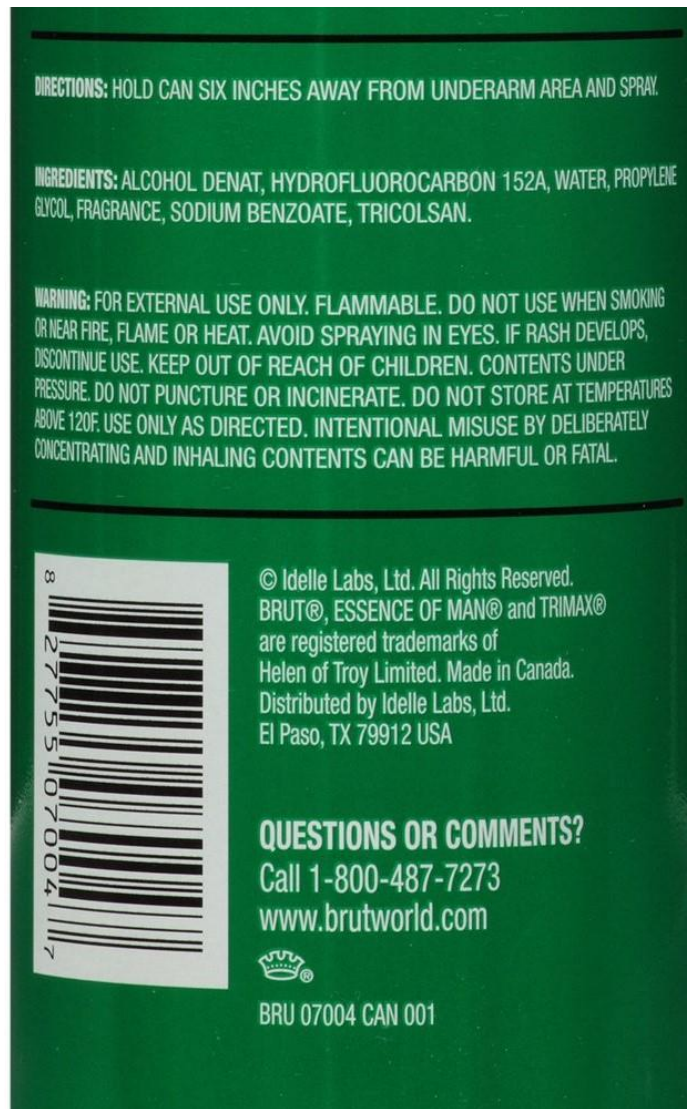 DIRECTIONS: HOLD CAN SIX INCHES AWAY FROM UNDERARM AREA AND SPRAY.
INGREDIENTS: ALCOHOL DENAT, HYDROFLUOROCARBON 152A, WATER, PROPYLENE
GLYCOL, FRAGRANCE, SODIUM BENZOATE, TRICOLSAN.
WARNING: FOR EXTERNAL USE ONLY. FLAMMABLE. DO NOT USE WHEN SMOKING
OR NEAR FIRE, FLAME OR HEAT. AVOID SPRAYING IN EYES. IF RASH DEVELOPS,
DISCONTINUE USE. KEEP OUT OF REACH OF CHILDREN. CONTENTS UNDER
PRESSURE. DO NOT PUNCTURE OR INCINERATE. DO NOT STORE AT TEMPERATURES
ABOVE 120F. USE ONLY AS DIRECTED. INTENTIONAL MISUSE BY DELIBERATELY
CONCENTRATING AND INHALING CONTENTS CAN BE HARMFUL OR FATAL.
8 27755 07004 7
© Idelle Labs, Ltd. All Rights Reserved.
BRUT®, ESSENCE OF MAN® and TRIMAX®
are registered trademarks of
Helen of Troy Limited. Made in Canada.
Distributed by Idelle Labs, Ltd.
El Paso, TX 79912 USA
QUESTIONS OR COMMENTS?
Call 1-800-487-7273
www.brutworld.com
®
BRU 07004 CAN 001